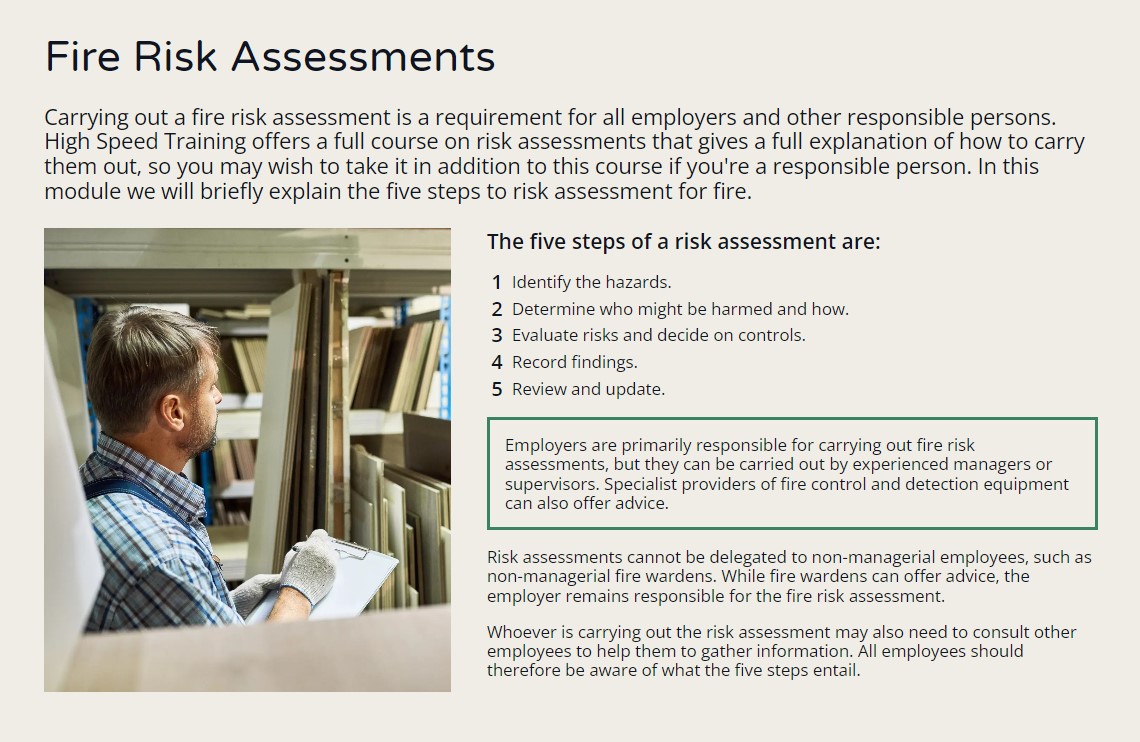 Fire Risk Assessments
Carrying out a fire risk assessment is a requirement for all employers and other responsible persons.
High Speed Training offers a full course on risk assessments that gives a full explanation of how to carry
them out, so you may wish to take it in addition to this course if you're a responsible person. In this
module we will briefly explain the five steps to risk assessment for fire.
The five steps of a risk assessment are:
1 Identify the hazards.
2 Determine who might be harmed and how.
3 Evaluate risks and decide on controls.
4 Record findings.
5 Review and update.
Employers are primarily responsible for carrying out fire risk
assessments, but they can be carried out by experienced managers or
supervisors. Specialist providers of fire control and detection equipment
can also offer advice.
Risk assessments cannot be delegated to non-managerial employees, such as
non-managerial fire wardens. While fire wardens can offer advice, the
employer remains responsible for the fire risk assessment.
Whoever is carrying out the risk assessment may also need to consult other
employees to help them to gather information. All employees should
therefore be aware of what the five steps entail.